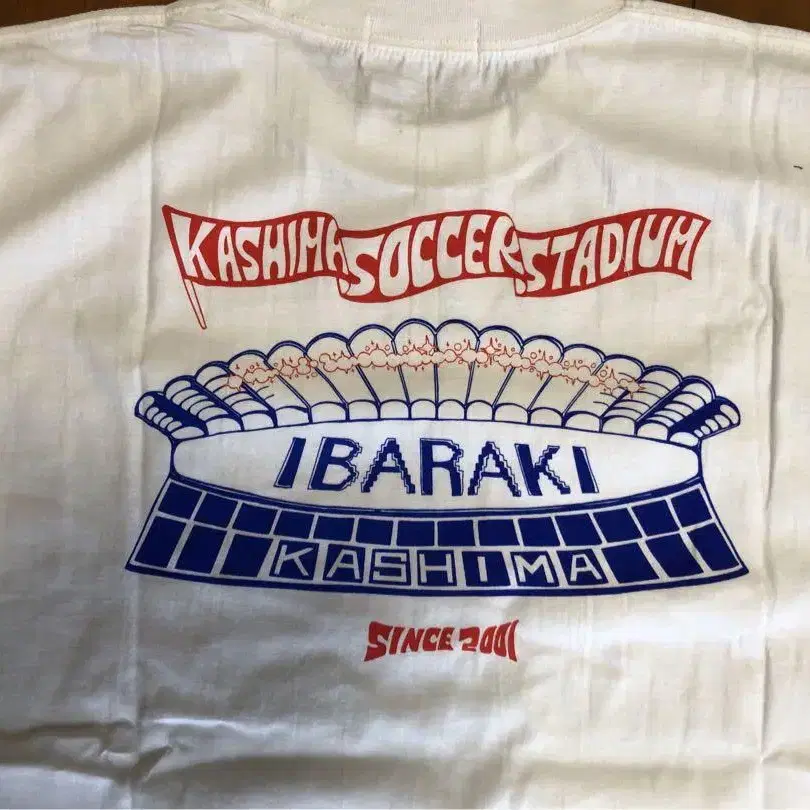 KASHIMA SOCCER STADIUM
IBARAKI
KASHIMA
SINCE 2001